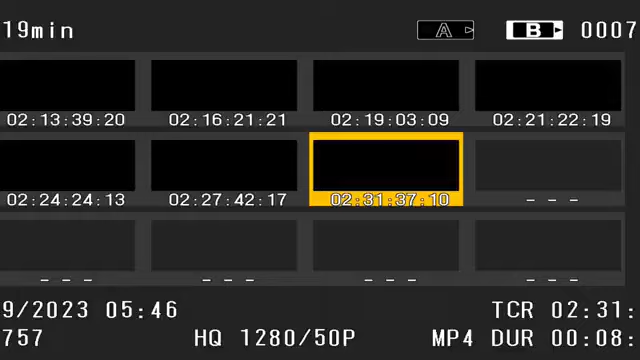 19min A B 0007
02:13:39:20 02:16:21:21 02:19:03:09 02:21:22:19
02:24:24:13 02:27:42:17 02:31:37:10 - - -
- - - - - - - - - - - -
9/2023 05:46 TCR 02:31:
757 HQ 1280/50P MP4 DUR 00:08: